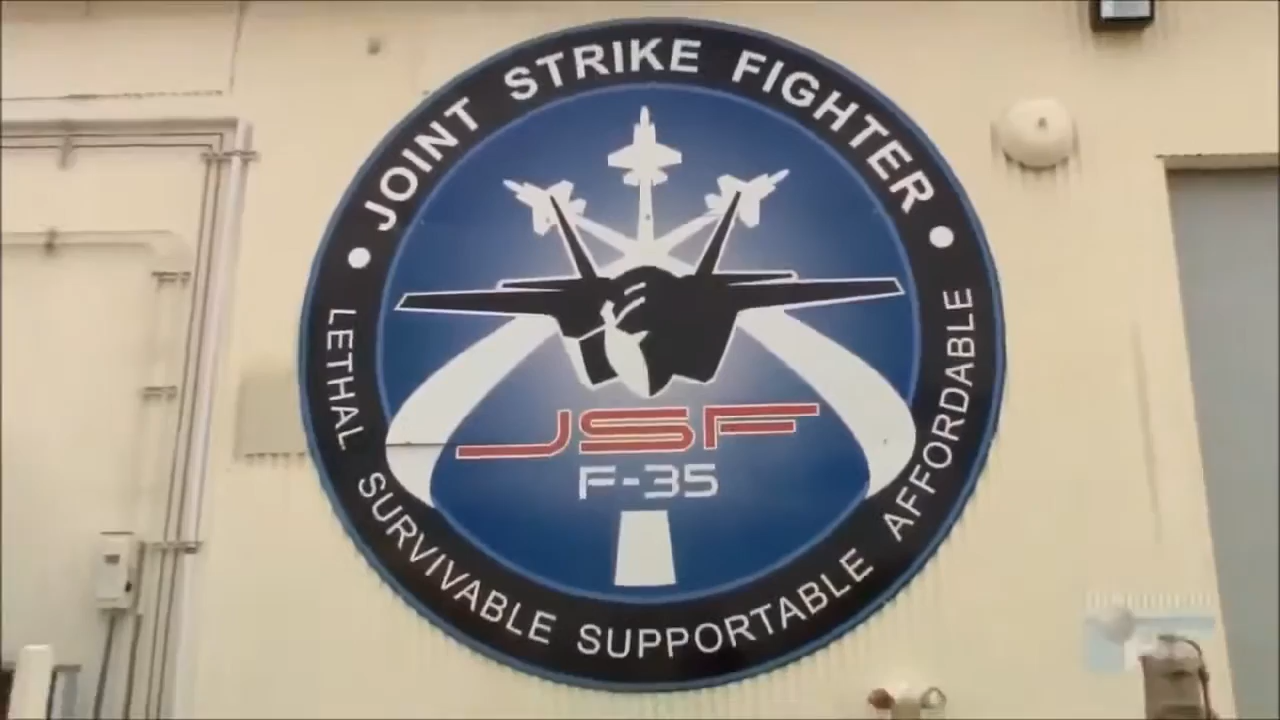 JOINT STRIKE FIGHTER
JSF
F-35
LETHAL SURVIVABLE SUPPORTABLE AFFORDABLE